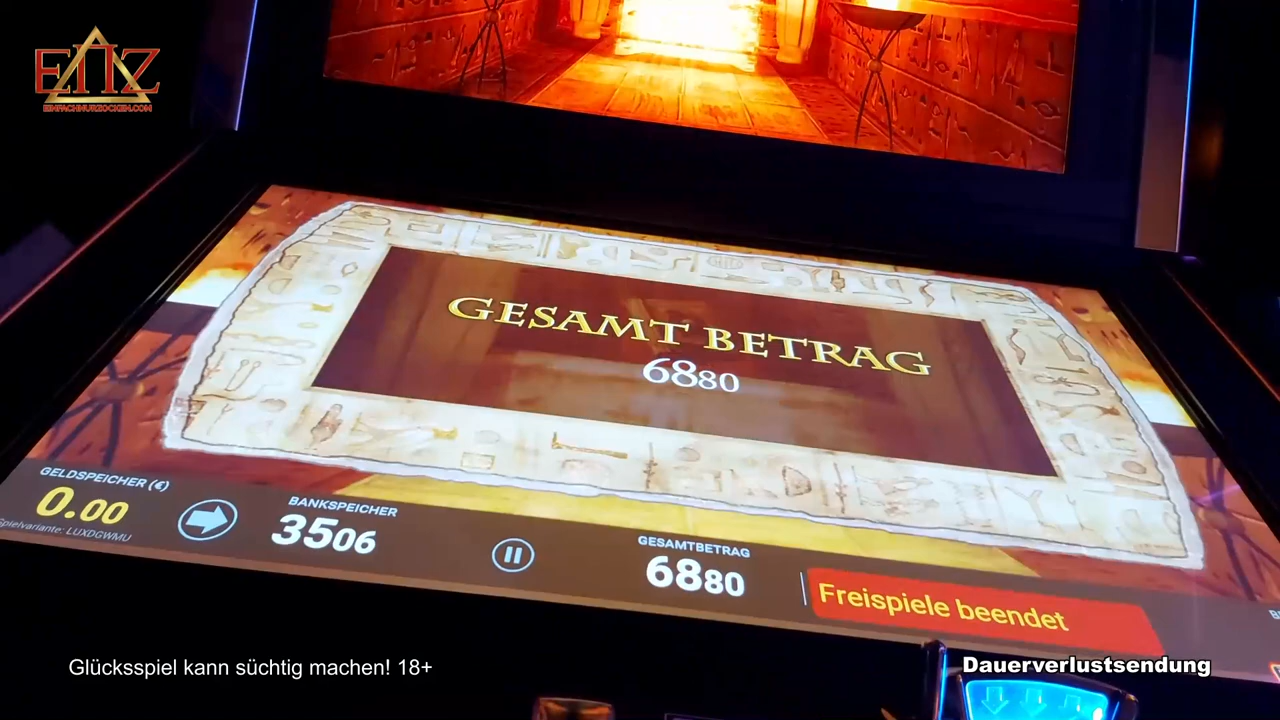 ENZ
EINFACHNURZOCKEN.COM
GESAMT BETRAG
6880
GELDSPEICHER (€)
0.00
Spielvariante: LUXDGWMU
BANKSPEICHER
3506
GESAMTBETRAG
6880
Freispiele beendet
Glücksspiel kann süchtig machen! 18+
Dauerverlustsendung